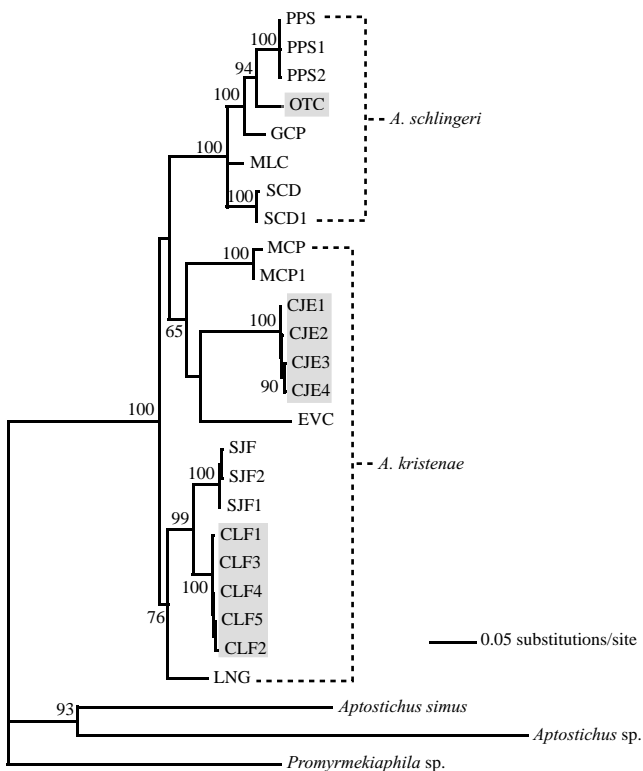 PPS
100
PPS1
94
PPS2
100
OTC
A. schlingeri
GCP
100
MLC
SCD
100
SCD1
MCP
100
MCP1
CJE1
100
CJE2
65
CJE3
90
CJE4
100
EVC
SJF
A. kristenae
100
SJF2
SJF1
99
CLF1
CLF3
100
CLF4
76
CLF5
0.05 substitutions/site
CLF2
LNG
93
Aptostichus simus
Aptostichus sp.
Promyrmekiaphila sp.